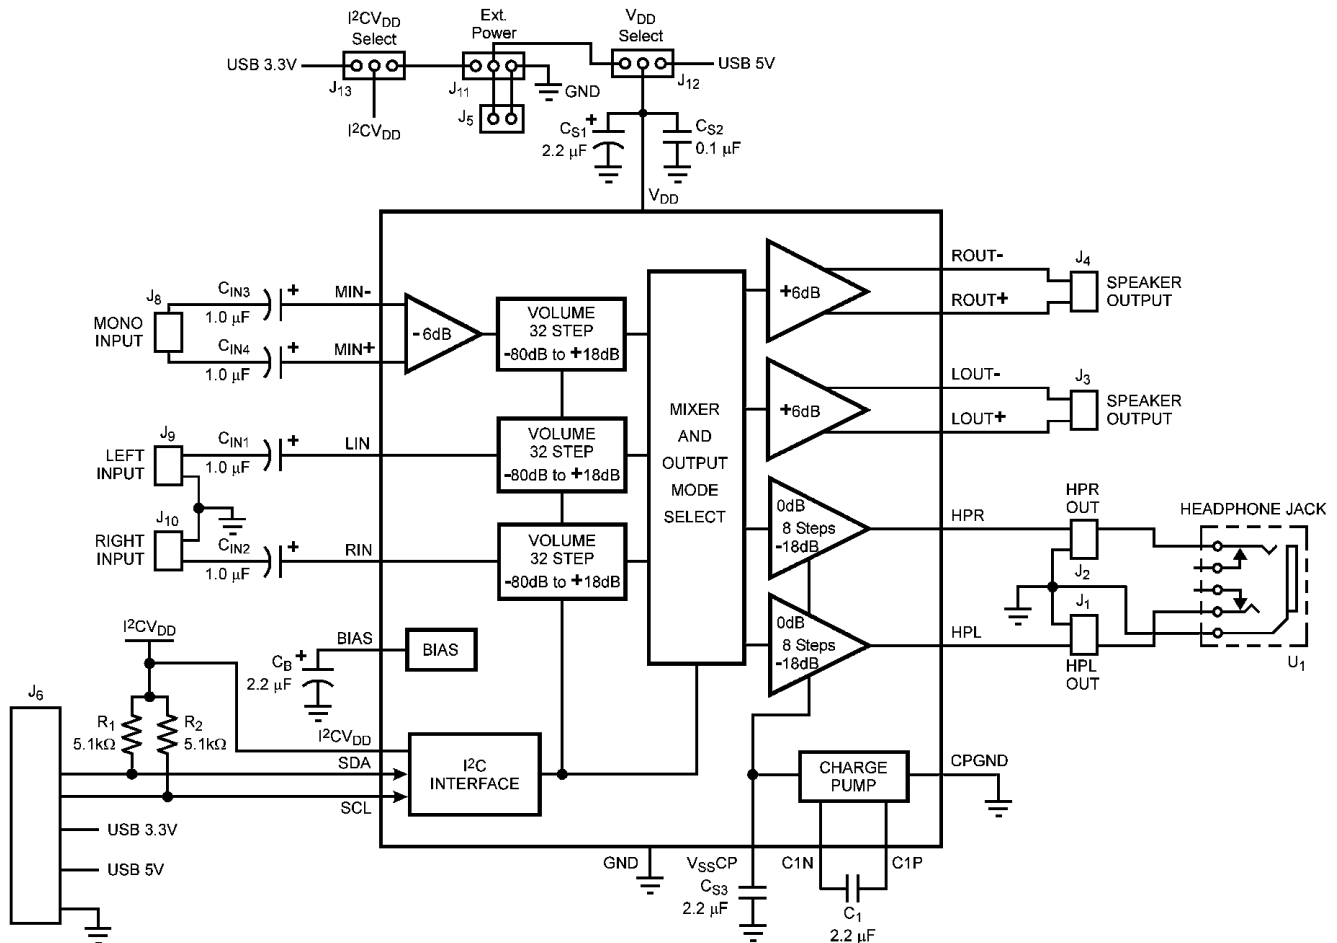 I²CVDD
Select
Ext.
Power
VDD
Select
USB 3.3V
J13
I²CVDD
J11
J5
GND
J12
USB 5V
CS1
+
2.2 µF
CS2
0.1 µF
VDD
J8
MONO
INPUT
CIN3
+
1.0 µF
MIN-
CIN4
+
1.0 µF
MIN+
-6dB
VOLUME
32 STEP
-80dB to +18dB
J9
LEFT
INPUT
CIN1
+
1.0 µF
LIN
VOLUME
32 STEP
-80dB to +18dB
J10
RIGHT
INPUT
CIN2
+
1.0 µF
RIN
VOLUME
32 STEP
-80dB to +18dB
MIXER
AND
OUTPUT
MODE
SELECT
+6dB
ROUT-
ROUT+
J4
SPEAKER
OUTPUT
+6dB
LOUT-
LOUT+
J3
SPEAKER
OUTPUT
0dB
8 Steps
-18dB
HPR
HPR
OUT
J2
0dB
8 Steps
-18dB
HPL
J1
HPL
OUT
HEADPHONE JACK
U1
I²CVDD
BIAS
CB
+
2.2 µF
BIAS
J6
R1
5.1kΩ
R2
5.1kΩ
I²CVDD
SDA
SCL
I²C
INTERFACE
USB 3.3V
USB 5V
CHARGE
PUMP
CPGND
GND
VSSCP
CS3
2.2 µF
C1N
C1P
C1
2.2 µF